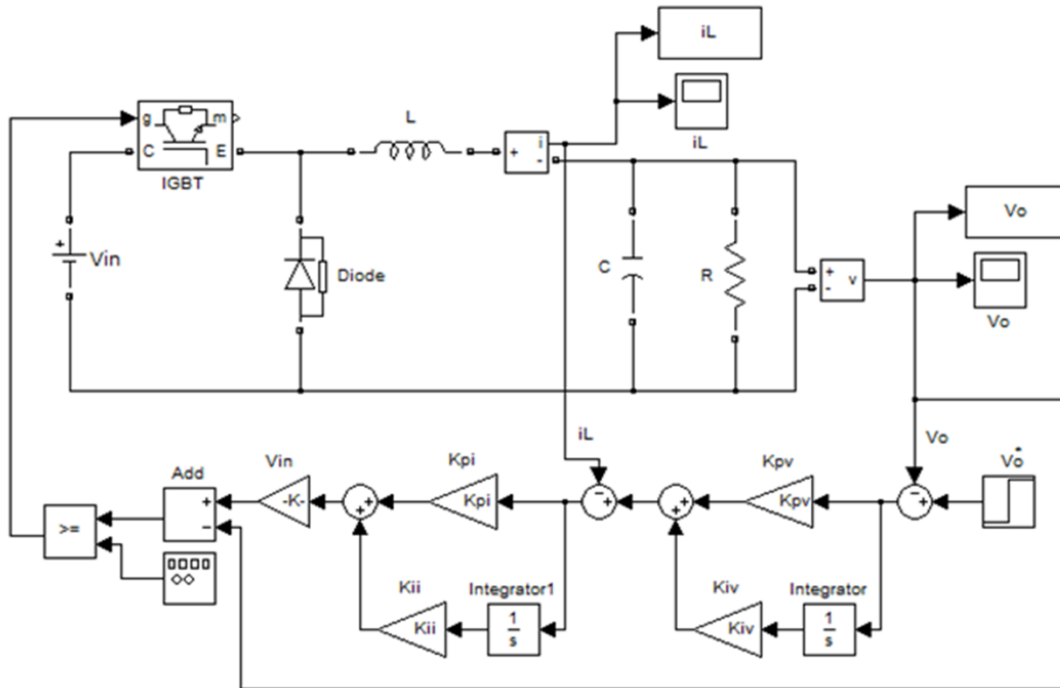 iL
iL
g
m
C
E
IGBT
L
+
i
-
Vin
+
Diode
C
R
+
-
v
Vo
Vo
iL
Vo
Vo*
Add
Vin
Kpi
Kpv
+
-
-K-
+
+
Kpi
-
+
+
+
Kpv
-
+
>=
Kii
Integrator1
Kiv
Integrator
Kii
1
s
Kiv
1
s